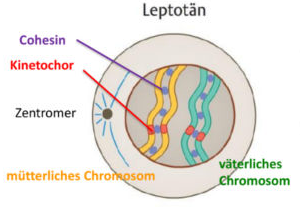 Leptotän
Cohesin
Kinetochor
Zentromer
mütterliches Chromosom
väterliches
Chromosom